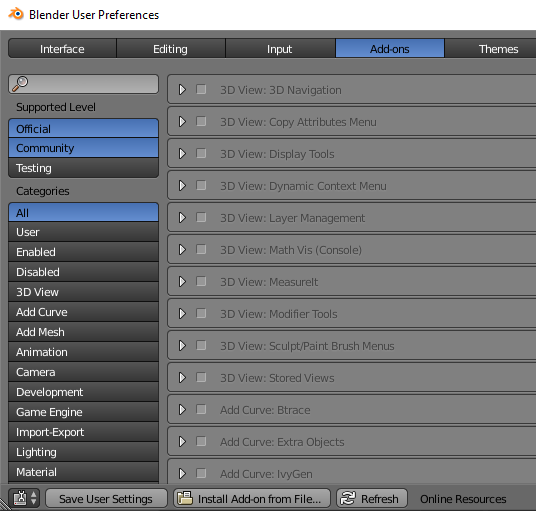 Blender User Preferences
Interface Editing Input Add-ons Themes
Supported Level
Official
Community
Testing
Categories
All
User
Enabled
Disabled
3D View
Add Curve
Add Mesh
Animation
Camera
Development
Game Engine
Import-Export
Lighting
Material
3D View: 3D Navigation
3D View: Copy Attributes Menu
3D View: Display Tools
3D View: Dynamic Context Menu
3D View: Layer Management
3D View: Math Vis (Console)
3D View: MeasureIt
3D View: Modifier Tools
3D View: Sculpt/Paint Brush Menus
3D View: Stored Views
Add Curve: Btrace
Add Curve: Extra Objects
Add Curve: IvyGen
Save User Settings Install Add-on from File... Refresh Online Resources